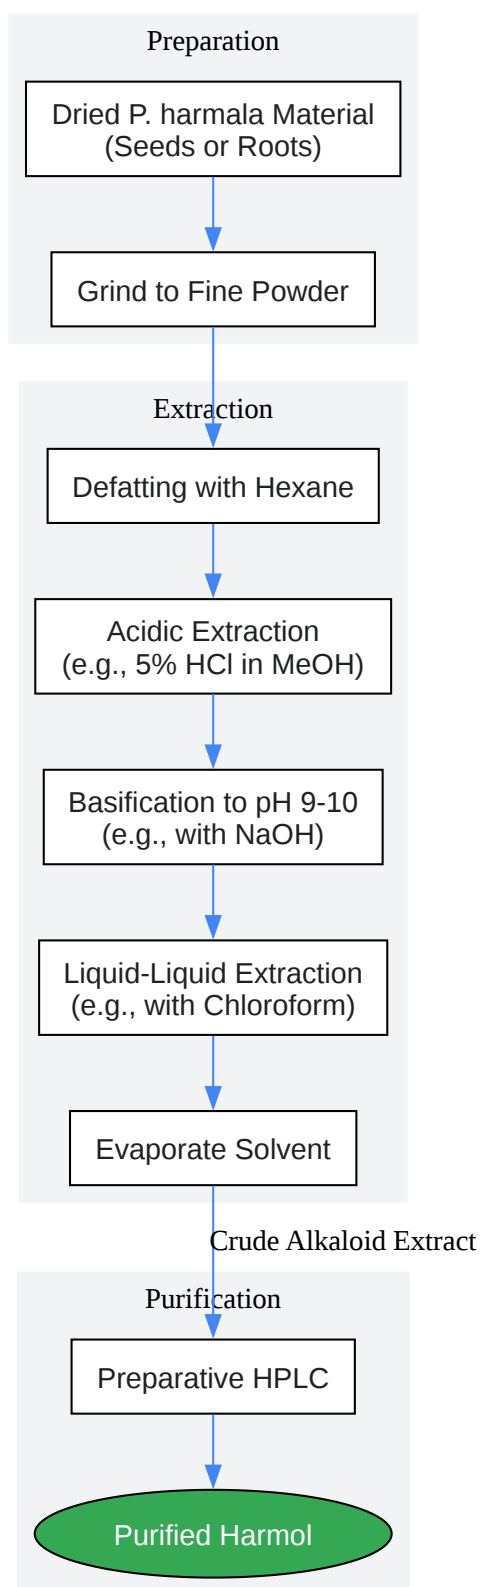 Preparation
Dried P. harmala Material
(Seeds or Roots)
Grind to Fine Powder
Extraction
Defatting with Hexane
Acidic Extraction
(e.g., 5% HCl in MeOH)
Basification to pH 9-10
(e.g., with NaOH)
Liquid-Liquid Extraction
(e.g., with Chloroform)
Evaporate Solvent
Crude Alkaloid Extract
Purification
Preparative HPLC
Purified Harmol